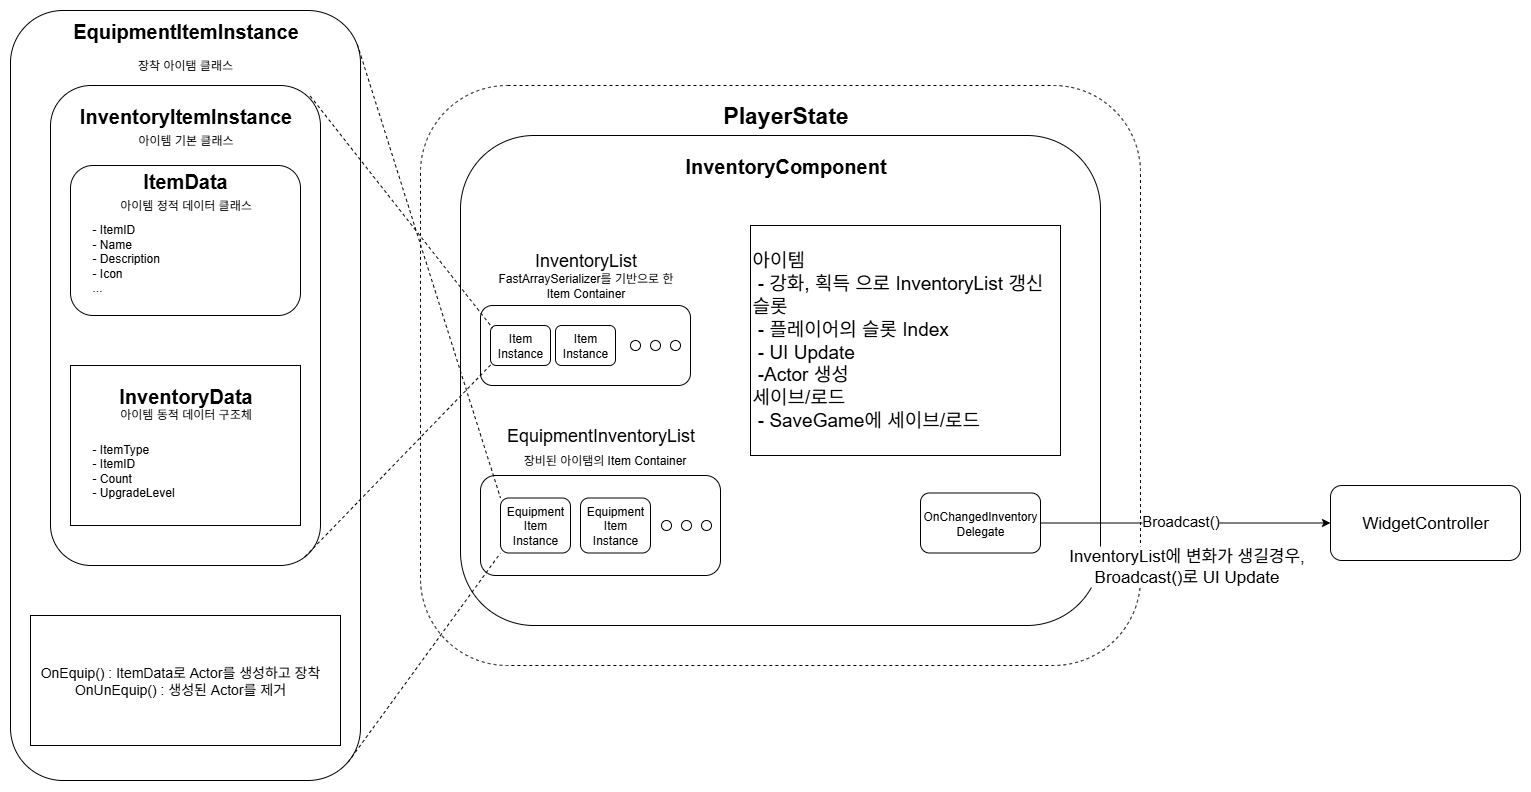 EquipmentItemInstance
장착 아이탬 클래스
InventoryItemInstance
아이템 기본 클래스
ItemData
아이템 정적 데이터 클래스
- ItemID
- Name
- Description
- Icon
...
InventoryData
아이템 동적 데이터 구조체
- ItemType
- ItemID
- Count
- UpgradeLevel
OnEquip() : ItemData로 Actor를 생성하고 장착
OnUnEquip() : 생성된 Actor를 제거
PlayerState
InventoryComponent
InventoryList
FastArraySerializer를 기반으로 한
Item Container
Item
Instance
Item
Instance
EquipmentInventoryList
장비된 아이탬의 Item Container
Equipment
Item
Instance
Equipment
Item
Instance
아이템
- 강화, 획득 으로 InventoryList 갱신
슬롯
- 플레이어의 슬롯 Index
- UI Update
-Actor 생성
세이브/로드
- SaveGame에 세이브/로드
OnChangedInventory
Delegate
Broadcast()
InventoryList에 변화가 생길경우,
Broadcast()로 UI Update
WidgetController